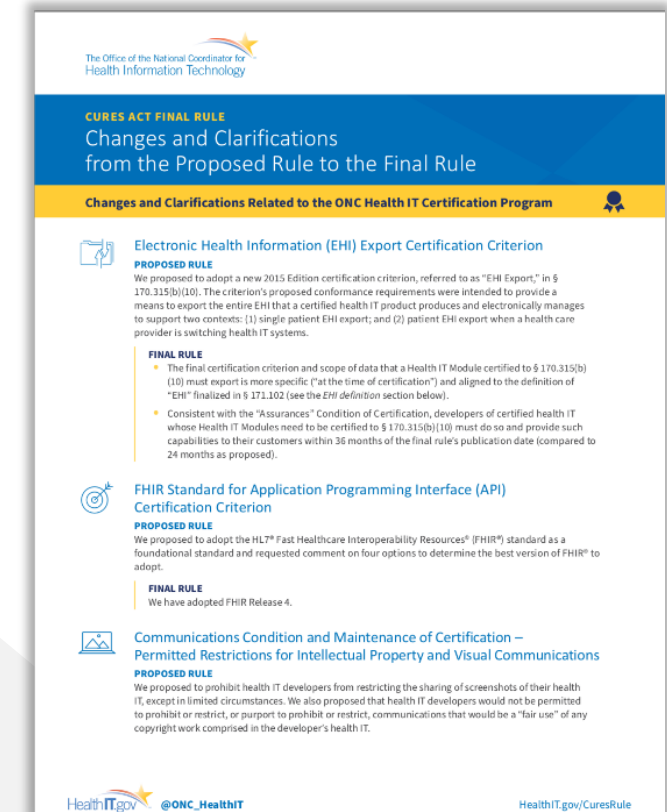 The Office of the National Coordinator for
Health Information Technology
CURES ACT FINAL RULE
Changes and Clarifications
from the Proposed Rule to the Final Rule
Changes and Clarifications Related to the ONC Health IT Certification Program
Electronic Health Information (EHI) Export Certification Criterion
PROPOSED RULE
We proposed to adopt a new 2015 Edition certification criterion, referred to as “EHI Export,” in §
170.315(b)(10). The criterion’s proposed conformance requirements were intended to provide a
means to export the entire EHI that a certified health IT product produces and electronically manages
to support two contexts: (1) single patient EHI export; and (2) patient EHI export when a health care
provider is switching health IT systems.
FINAL RULE
• The final certification criterion and scope of data that a Health IT Module certified to § 170.315(b)
(10) must export is more specific (“at the time of certification”) and aligned to the definition of
“EHI” finalized in § 171.102 (see the EHI definition section below).
• Consistent with the “Assurances” Condition of Certification, developers of certified health IT
whose Health IT Modules need to be certified to § 170.315(b)(10) must do so and provide such
capabilities to their customers within 36 months of the final rule’s publication date (compared to
24 months as proposed).
FHIR Standard for Application Programming Interface (API)
Certification Criterion
PROPOSED RULE
We proposed to adopt the HL7® Fast Healthcare Interoperability Resources® (FHIR®) standard as a
foundational standard and requested comment on four options to determine the best version of FHIR® to
adopt.
FINAL RULE
We have adopted FHIR Release 4.
Communications Condition and Maintenance of Certification –
Permitted Restrictions for Intellectual Property and Visual Communications
PROPOSED RULE
We proposed to prohibit health IT developers from restricting the sharing of screenshots of their health
IT, except in limited circumstances. We also proposed that health IT developers would not be permitted
to prohibit or restrict, or purport to prohibit or restrict, communications that would be a “fair use” of any
copyright work comprised in the developer’s health IT.
HealthIT.gov @ONC_HealthIT HealthIT.gov/CuresRule